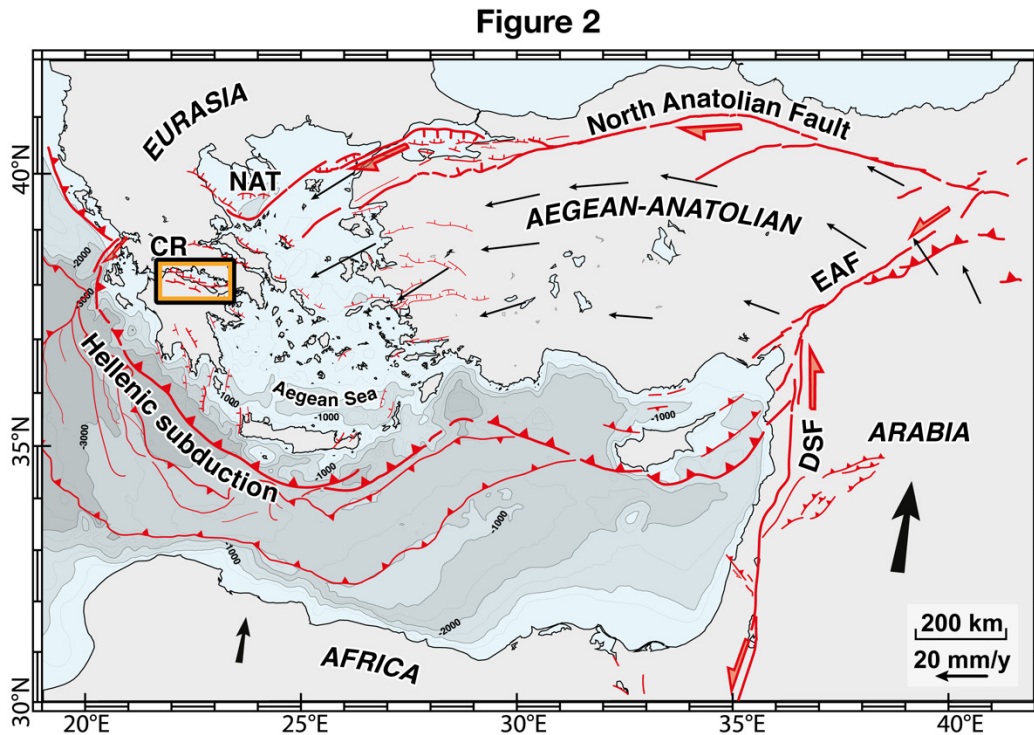 Figure 2
EURASIA
North Anatolian Fault
40°N
NAT
AEGEAN-ANATOLIAN
-2000
CR
EAF
-3000
Hellenic subduction
Aegean Sea
-1000
-1000
-1000
35°N
-3000
-1000
DSF
ARABIA
-1000
-1000
-2000
200 km
20 mm/y
AFRICA
30°N
20°E
25°E
30°E
35°E
40°E